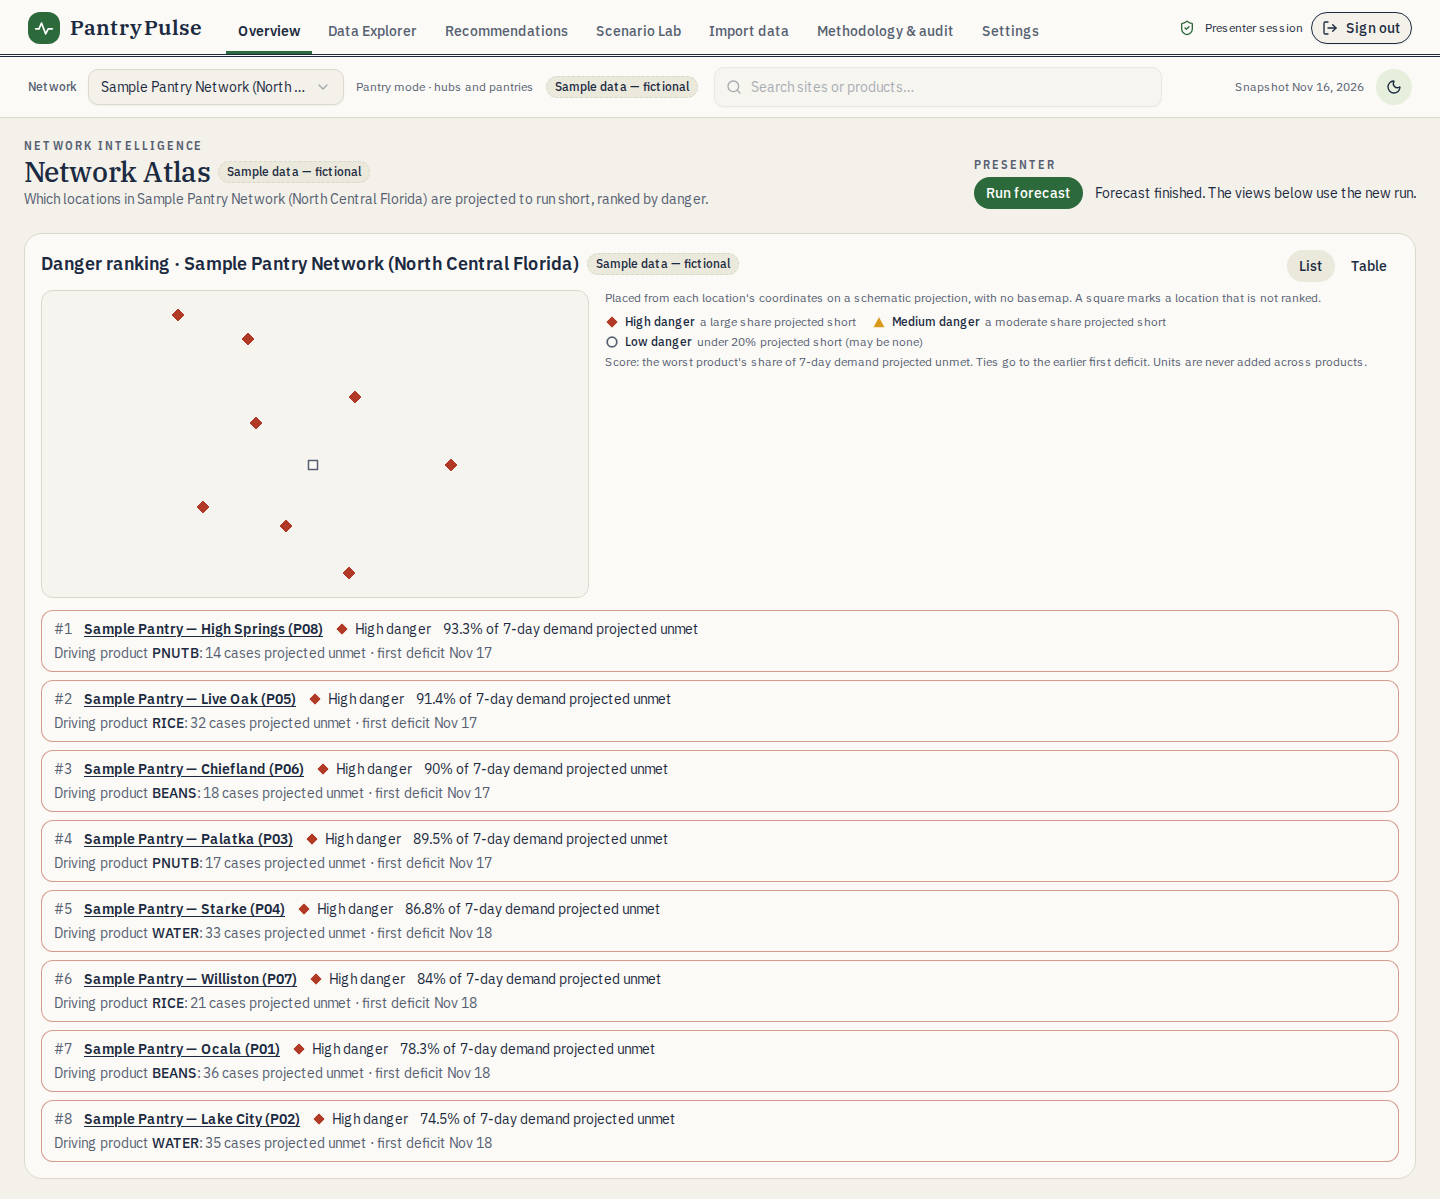 PantryPulse
Overview
Data Explorer
Recommendations
Scenario Lab
Import data
Methodology & audit
Settings
Presenter session
Sign out
Network
Sample Pantry Network (North ...
Pantry mode · hubs and pantries
Sample data — fictional
Search sites or products...
Snapshot Nov 16, 2026
NETWORK INTELLIGENCE
Network Atlas
Sample data — fictional
Which locations in Sample Pantry Network (North Central Florida) are projected to run short, ranked by danger.
PRESENTER
Run forecast
Forecast finished. The views below use the new run.
Danger ranking · Sample Pantry Network (North Central Florida)
Sample data — fictional
List
Table
Placed from each location's coordinates on a schematic projection, with no basemap. A square marks a location that is not ranked.
High danger a large share projected short
Medium danger a moderate share projected short
Low danger under 20% projected short (may be none)
Score: the worst product's share of 7-day demand projected unmet. Ties go to the earlier first deficit. Units are never added across products.
#1 Sample Pantry — High Springs (P08) High danger 93.3% of 7-day demand projected unmet
Driving product PNUTB: 14 cases projected unmet · first deficit Nov 17
#2 Sample Pantry — Live Oak (P05) High danger 91.4% of 7-day demand projected unmet
Driving product RICE: 32 cases projected unmet · first deficit Nov 17
#3 Sample Pantry — Chiefland (P06) High danger 90% of 7-day demand projected unmet
Driving product BEANS: 18 cases projected unmet · first deficit Nov 17
#4 Sample Pantry — Palatka (P03) High danger 89.5% of 7-day demand projected unmet
Driving product PNUTB: 17 cases projected unmet · first deficit Nov 17
#5 Sample Pantry — Starke (P04) High danger 86.8% of 7-day demand projected unmet
Driving product WATER: 33 cases projected unmet · first deficit Nov 18
#6 Sample Pantry — Williston (P07) High danger 84% of 7-day demand projected unmet
Driving product RICE: 21 cases projected unmet · first deficit Nov 18
#7 Sample Pantry — Ocala (P01) High danger 78.3% of 7-day demand projected unmet
Driving product BEANS: 36 cases projected unmet · first deficit Nov 18
#8 Sample Pantry — Lake City (P02) High danger 74.5% of 7-day demand projected unmet
Driving product WATER: 35 cases projected unmet · first deficit Nov 18